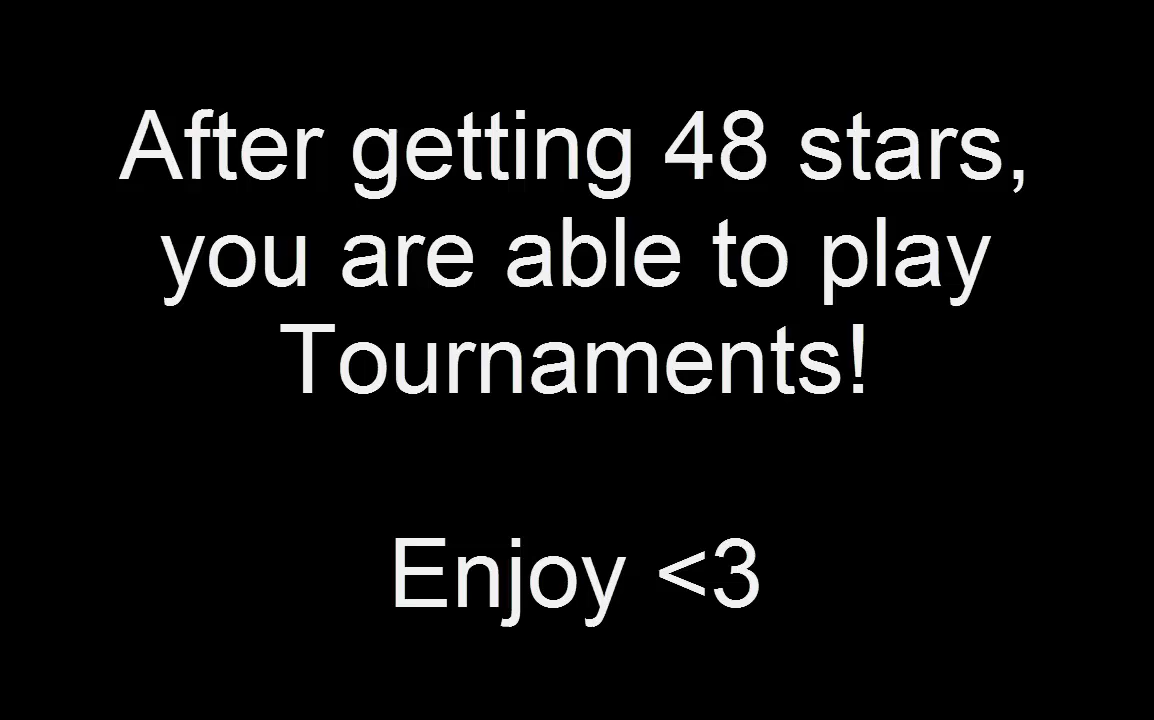 After getting 48 stars,
you are able to play
Tournaments!
Enjoy <3